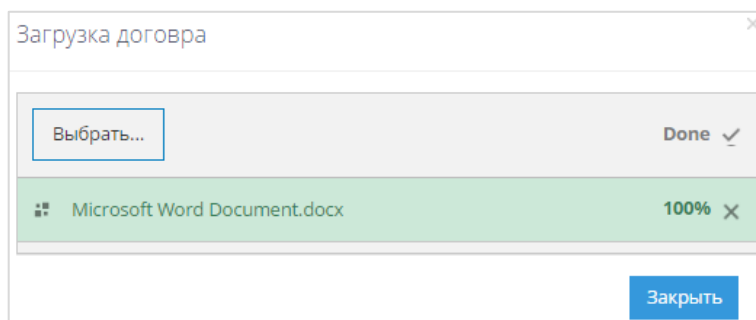 Загрузка договра
Выбрать...
Done
Microsoft Word Document.docx
100%
Закрыть